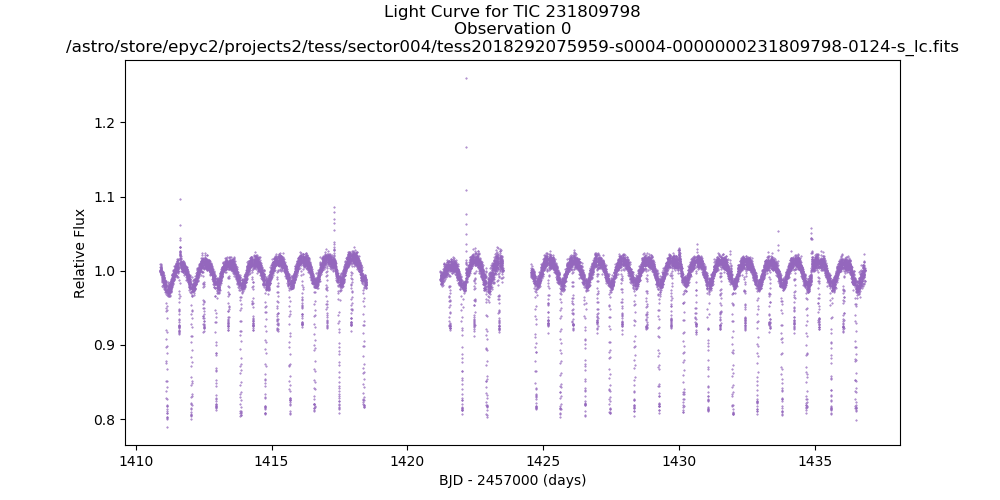 Light Curve for TIC 231809798
Observation 0
/astro/store/epyc2/projects2/tess/sector004/tess2018292075959-s0004-0000000231809798-0124-s_lc.fits
1.2
1.1
1.0
0.9
0.8
Relative Flux
1410 1415 1420 1425 1430 1435
BJD - 2457000 (days)